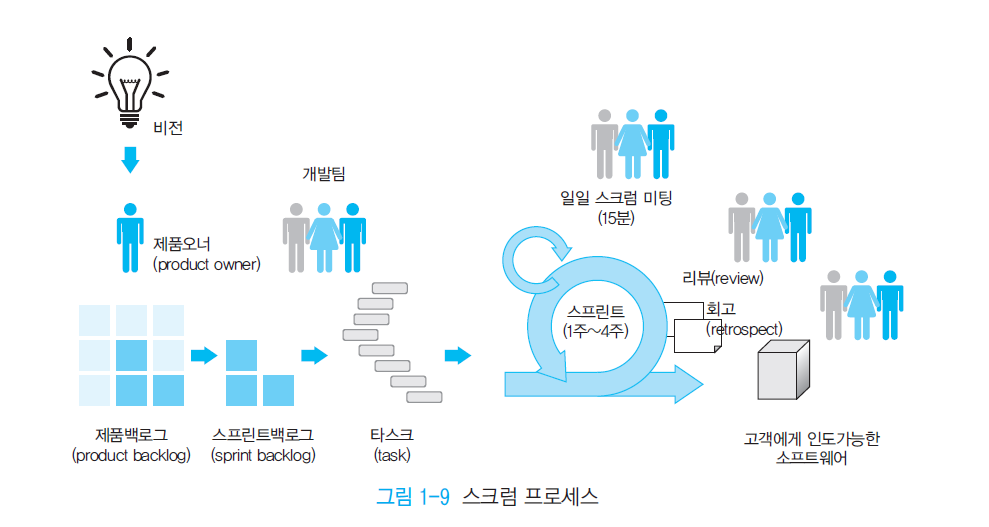 비전
개발팀
제품오너
(product owner)
일일 스크럼 미팅
(15분)
리뷰(review)
회고
(retrospect)
스프린트
(1주~4주)
제품백로그
(product backlog)
스프린트백로그
(sprint backlog)
타스크
(task)
고객에게 인도가능한
소프트웨어
그림 1-9 스크럼 프로세스